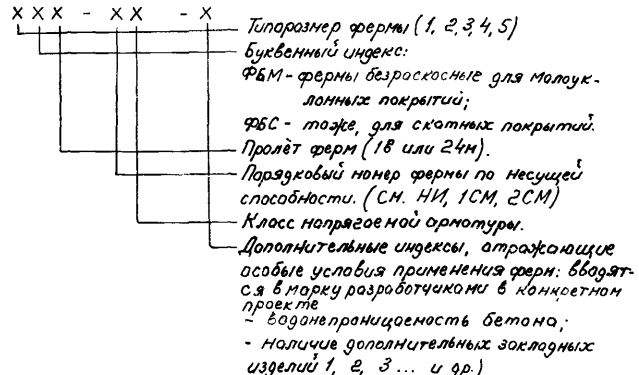 х х х - х х - х
Типоразмер фермы (1, 2, 3, 4, 5)
Буквенный индекс:
ФБМ - фермы безраскосные для малоук-
лонных покрытий;
ФБС - тоже, для скатных покрытий.
Пролёт ферм (18 или 24м).
Порядковый номер фермы по несущей
способности. (См. НИ, 1СМ, 2СМ)
Класс напрягаемой арматуры.
Дополнительные индексы, отражающие
особые условия применения ферм: вводят-
ся в марку разработчиками в конкретном
проекте
- водонепроницаемость бетона;
- наличие дополнительных закладных
изделий 1, 2, 3 ... и др.)